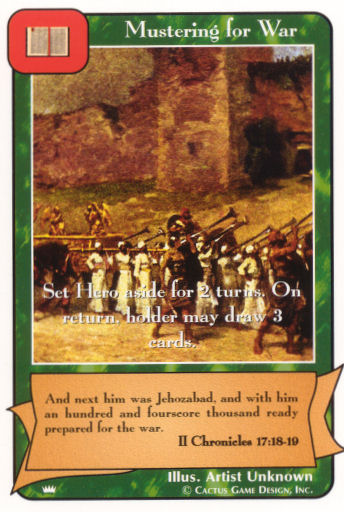 Mustering for War
Set Hero aside for 2 turns. On
return, holder may draw 3
cards.
And next him was Jehozabad, and with him
an hundred and fourscore thousand ready
prepared for the war.
II Chronicles 17:18-19
Illus. Artist Unknown
© Cactus Game Design, Inc.